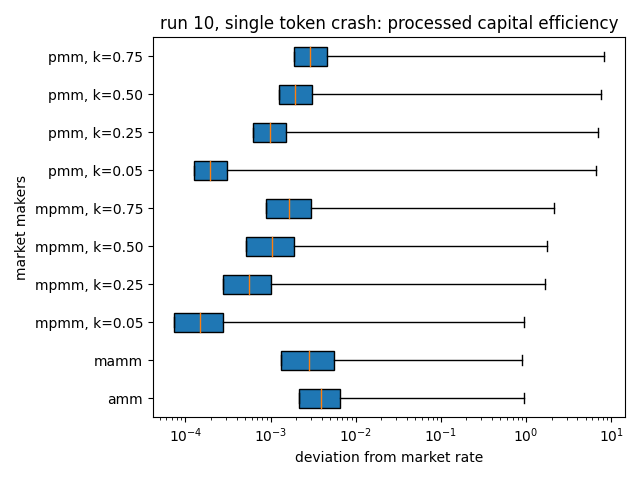 run 10, single token crash: processed capital efficiency
market makers
pmm, k=0.75
pmm, k=0.50
pmm, k=0.25
pmm, k=0.05
mpmm, k=0.75
mpmm, k=0.50
mpmm, k=0.25
mpmm, k=0.05
mamm
amm
10⁻⁴ 10⁻³ 10⁻² 10⁻¹ 10⁰ 10¹
deviation from market rate